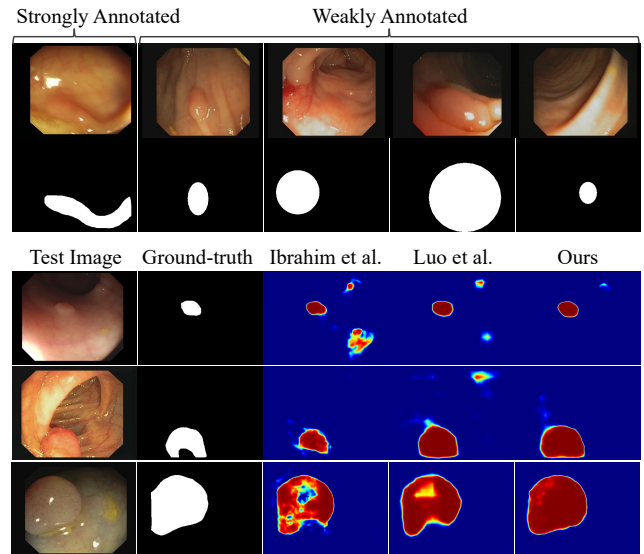 Strongly Annotated Weakly Annotated
Test Image Ground-truth Ibrahim et al. Luo et al. Ours